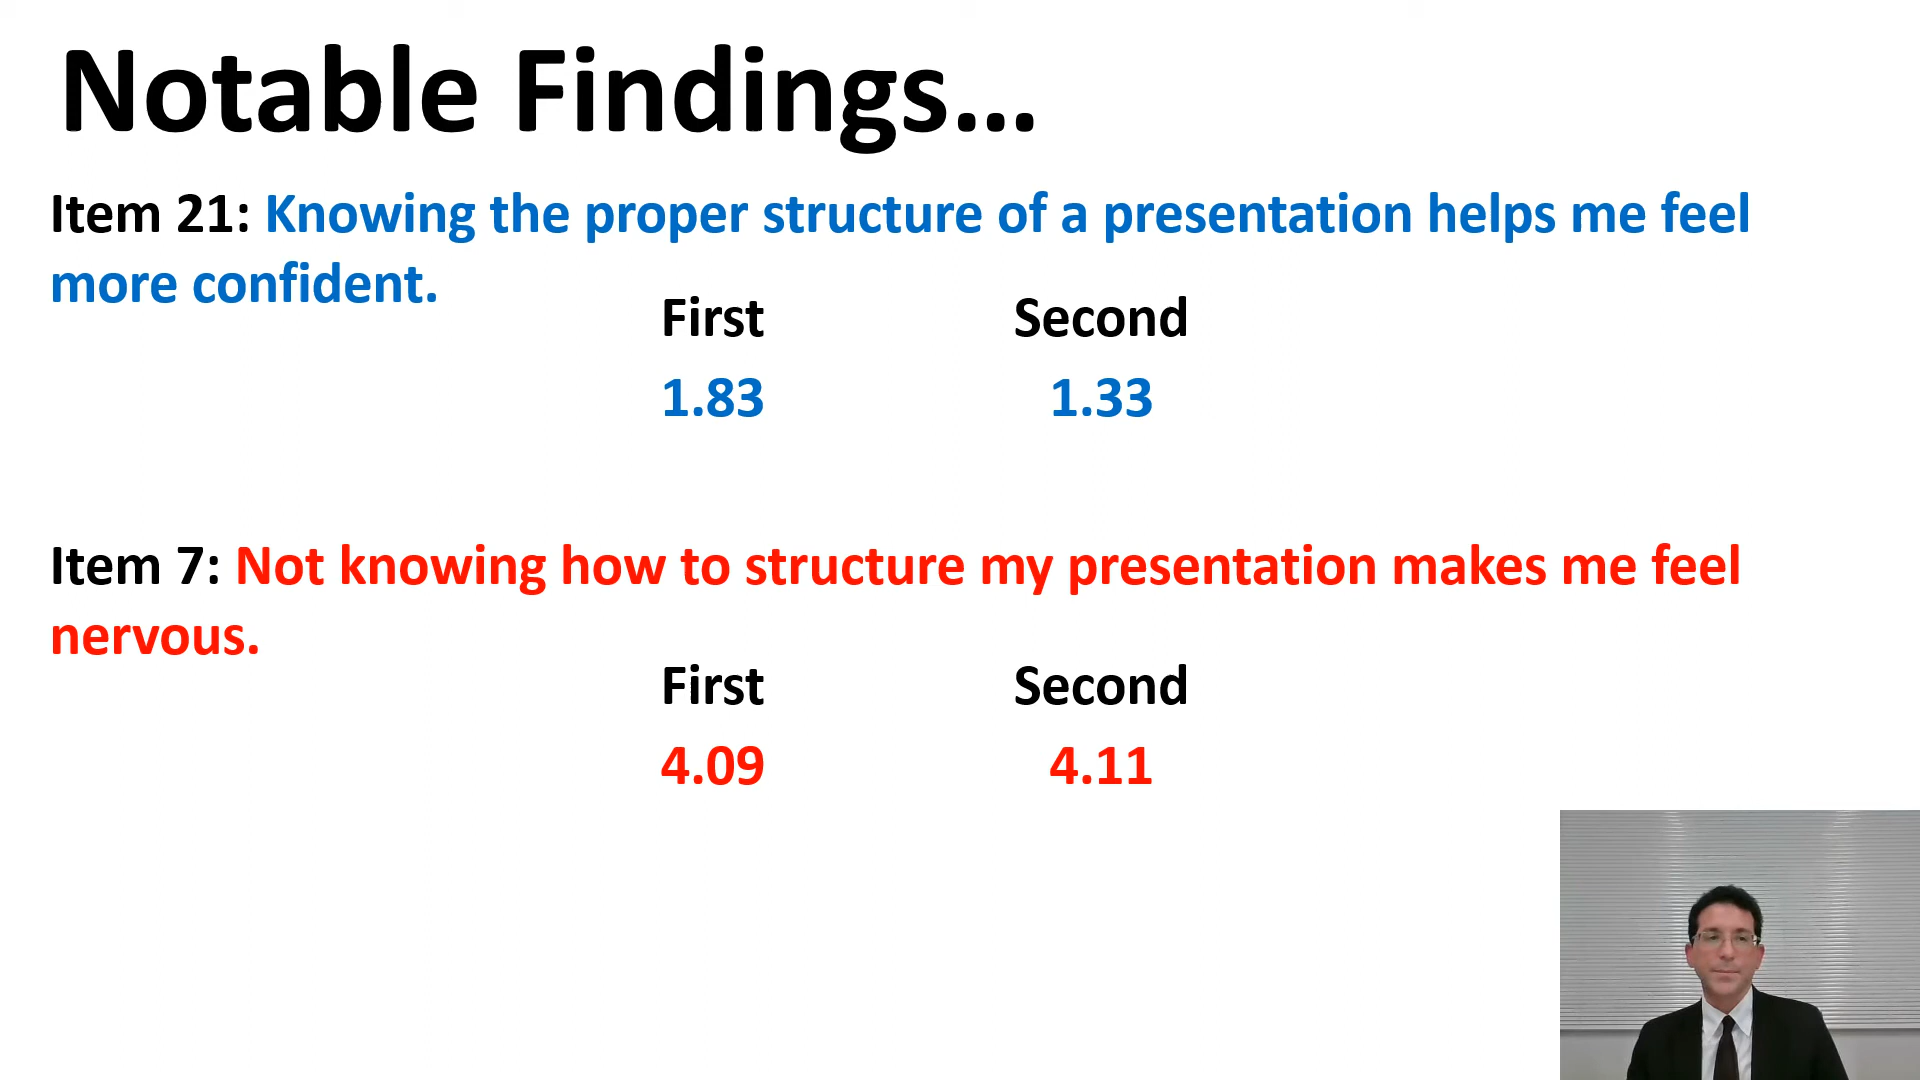 Notable Findings…
Item 21: Knowing the proper structure of a presentation helps me feel
more confident.
First Second
1.83 1.33
Item 7: Not knowing how to structure my presentation makes me feel
nervous.
First Second
4.09 4.11